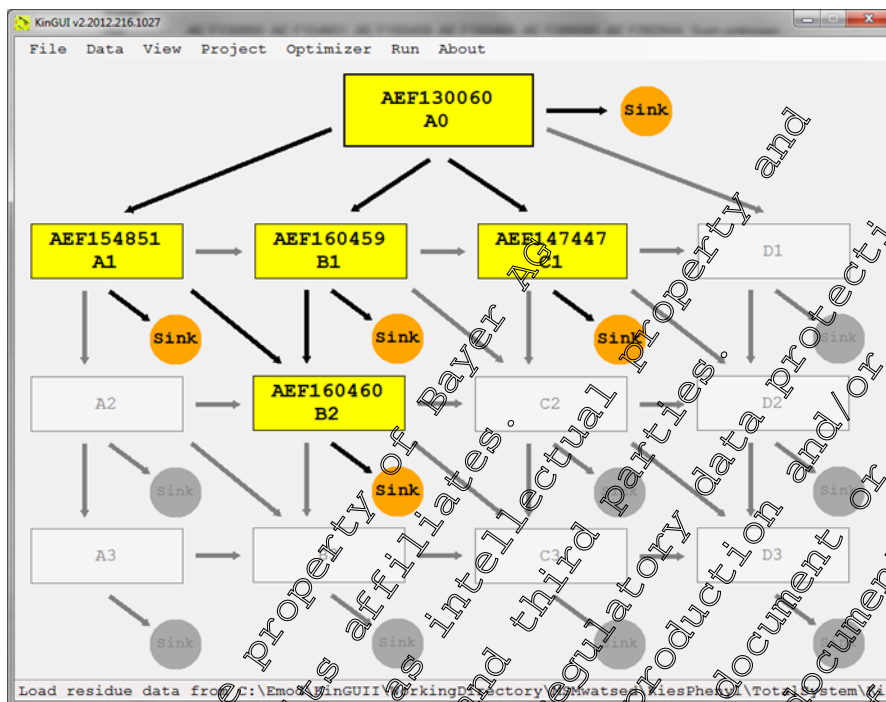 KinGUI v2.2012.216.1027
File Data View Project Optimizer Run About
AEF130060
A0
Sink
AEF154851
A1
AEF160459
B1
AEF147447
C1
D1
Sink
Sink
Sink
Sink
A2
AEF160460
B2
C2
D2
Sink
Sink
Sink
Sink
A3
C3
D3
Sink
Sink
Sink
Sink
property of Bayer AG
affiliates.
as intellectual property and
and third parties.
regulatory data protection
production and/or
document or
Load residue data from C:\Emod\KinGUII\WorkingDirectory\